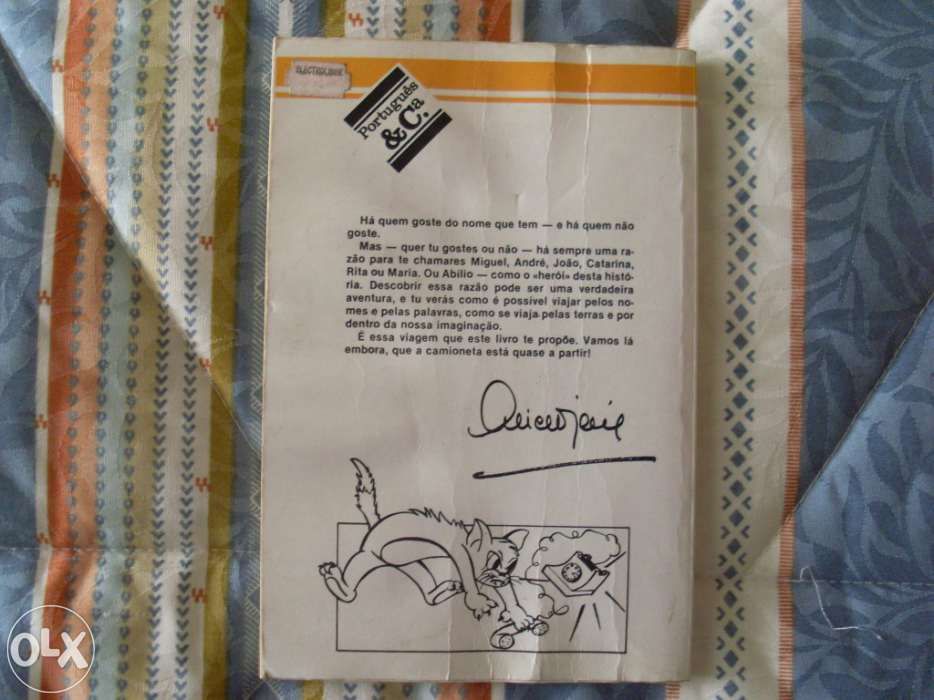 Português
& C.a
Há quem goste do nome que tem — e há quem não
goste.
Mas — quer tu gostes ou não — há sempre uma ra-
zão para te chamares Miguel, André, João, Catarina,
Rita ou Maria. Ou Abílio — como o «herói» desta histó-
ria. Descobrir essa razão pode ser uma verdadeira
aventura, e tu verás como é possível viajar pelos no-
mes e pelas palavras, como se viaja pelas terras e por
dentro da nossa imaginação.
É essa viagem que este livro te propõe. Vamos lá
embora, que a camioneta está quase a partir!
OLX